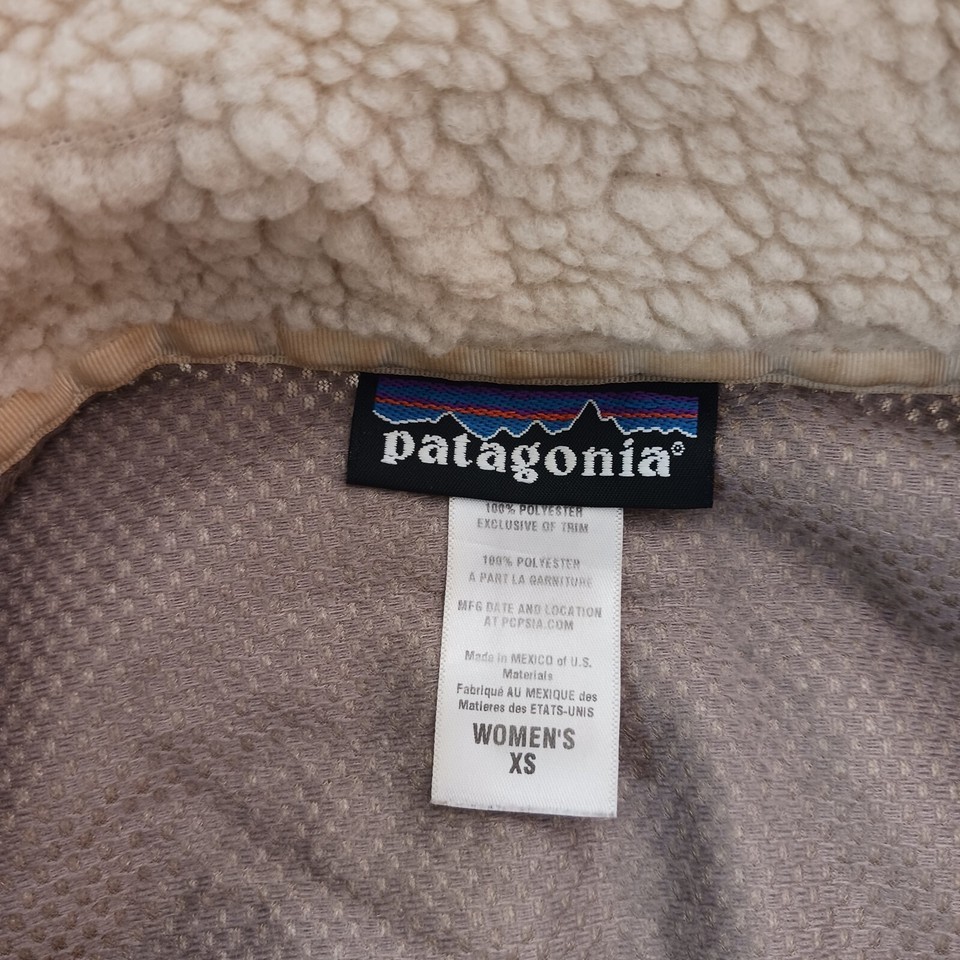 patagonia®
100% POLYESTER
EXCLUSIVE OF TRIM
100% POLYESTER
A PART LA GARNITURE
MFG DATE AND LOCATION
AT PCPSIA.COM
Made in MEXICO of U.S.
Materials
Fabriqué AU MEXIQUE des
Matieres des ETATS-UNIS
WOMEN'S
XS